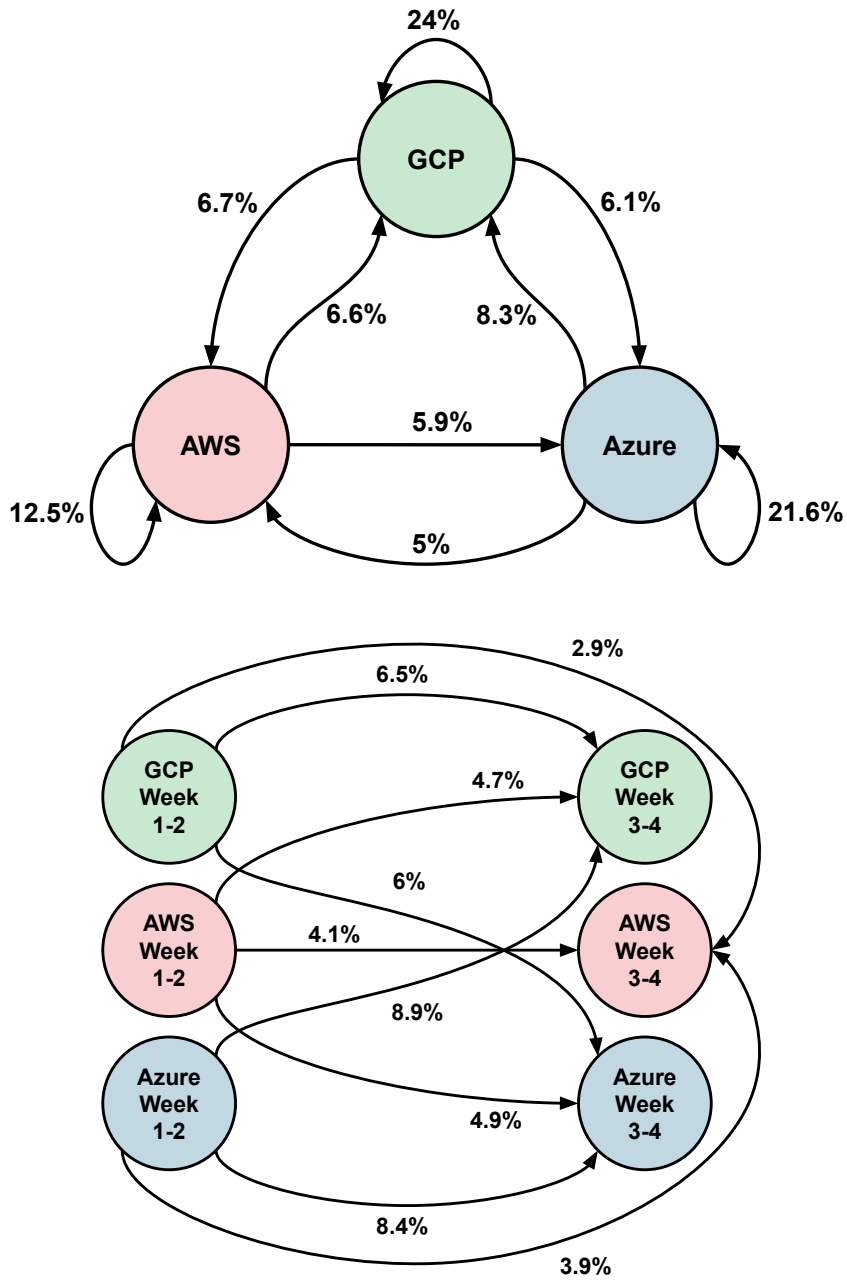 24%
GCP
6.7%
6.1%
6.6%
8.3%
AWS
5.9%
Azure
12.5%
5%
21.6%
2.9%
6.5%
GCP
Week
1-2
4.7%
GCP
Week
3-4
6%
AWS
Week
1-2
4.1%
AWS
Week
3-4
8.9%
Azure
Week
1-2
4.9%
Azure
Week
3-4
8.4%
3.9%